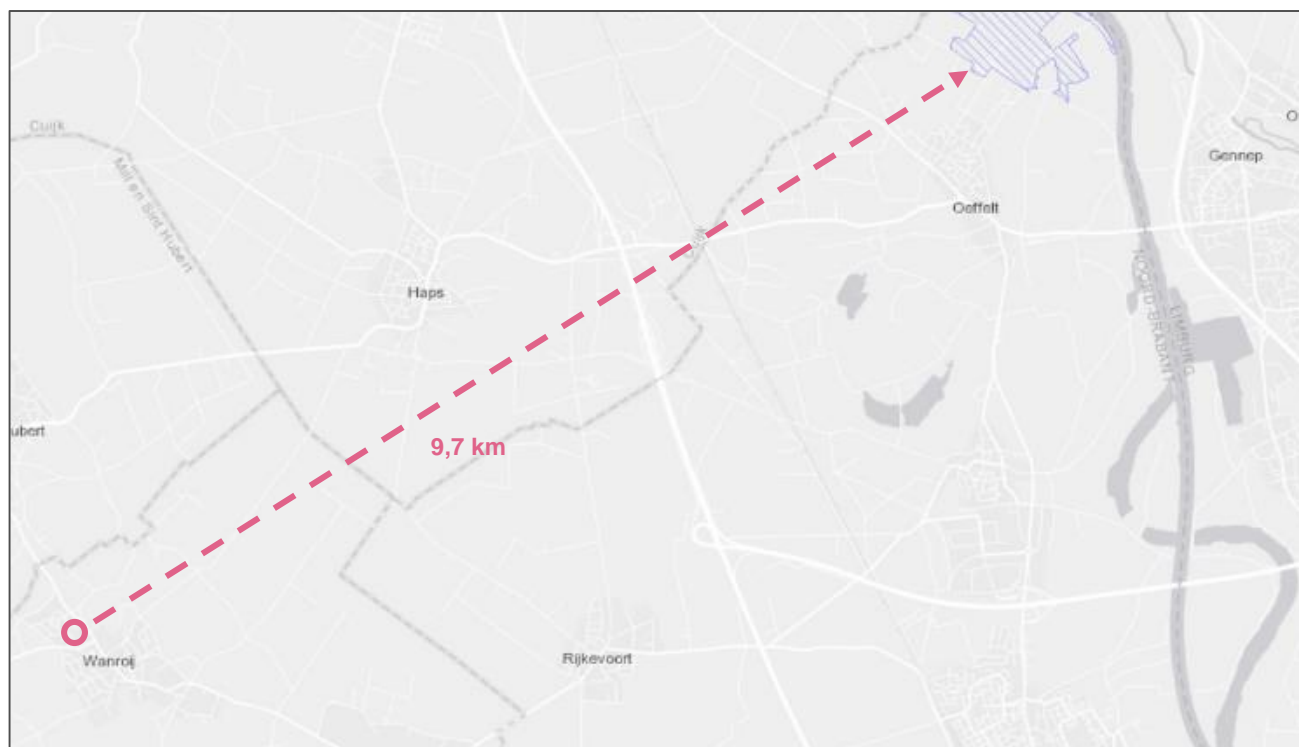 Cuijk
Mill en Sint Hubert
O
Gennep
Oeffelt
Haps
NOORD-BRABANT
LIMBURG
ubert
9,7 km
Wanroij
Rijkevoort